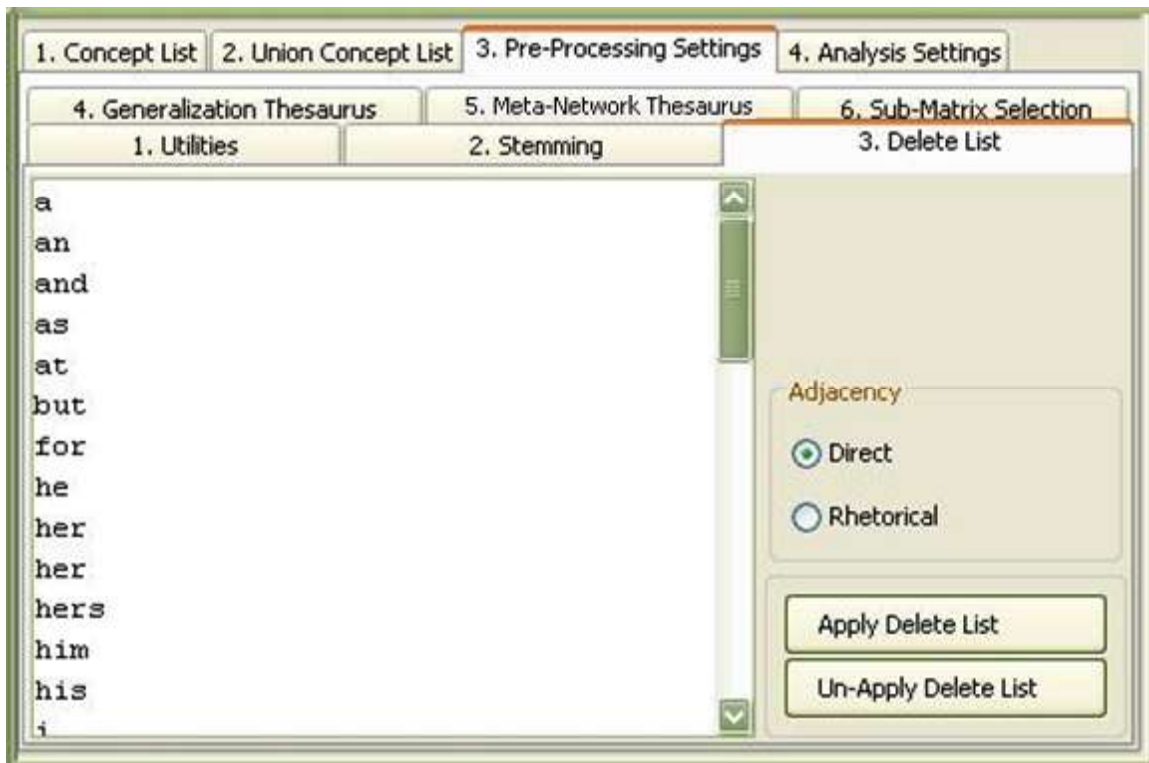 1. Concept List 2. Union Concept List 3. Pre-Processing Settings 4. Analysis Settings
4. Generalization Thesaurus 5. Meta-Network Thesaurus 6. Sub-Matrix Selection
1. Utilities 2. Stemming 3. Delete List
a
an
and
as
at
but
for
he
her
her
hers
him
his
i
Adjacency
Direct
Rhetorical
Apply Delete List
Un-Apply Delete List